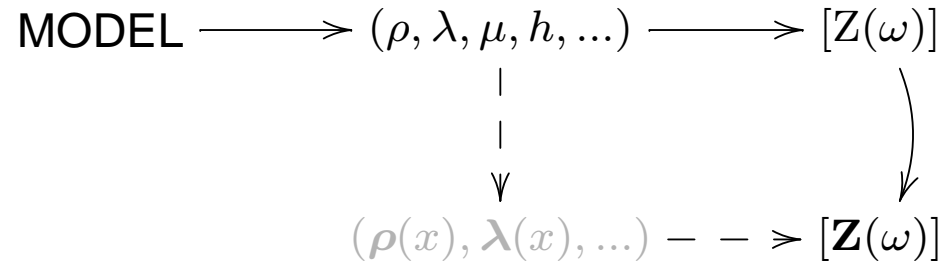 MODEL (ρ, λ, μ, h, ...) [Z(ω)]
(ρ(x), λ(x), ...) [Z(ω)]